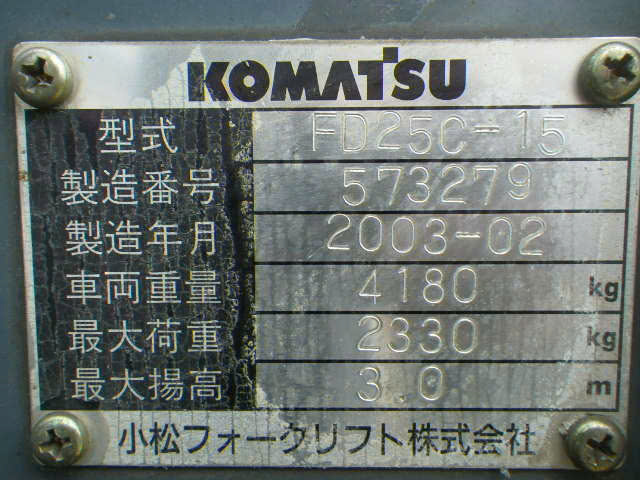 KOMATSU
型式 FD25C-15
製造番号 573279
製造年月 2003-02
車両重量 4180 kg
最大荷重 2330 kg
最大揚高 3.0 m
小松フォークリフト株式会社